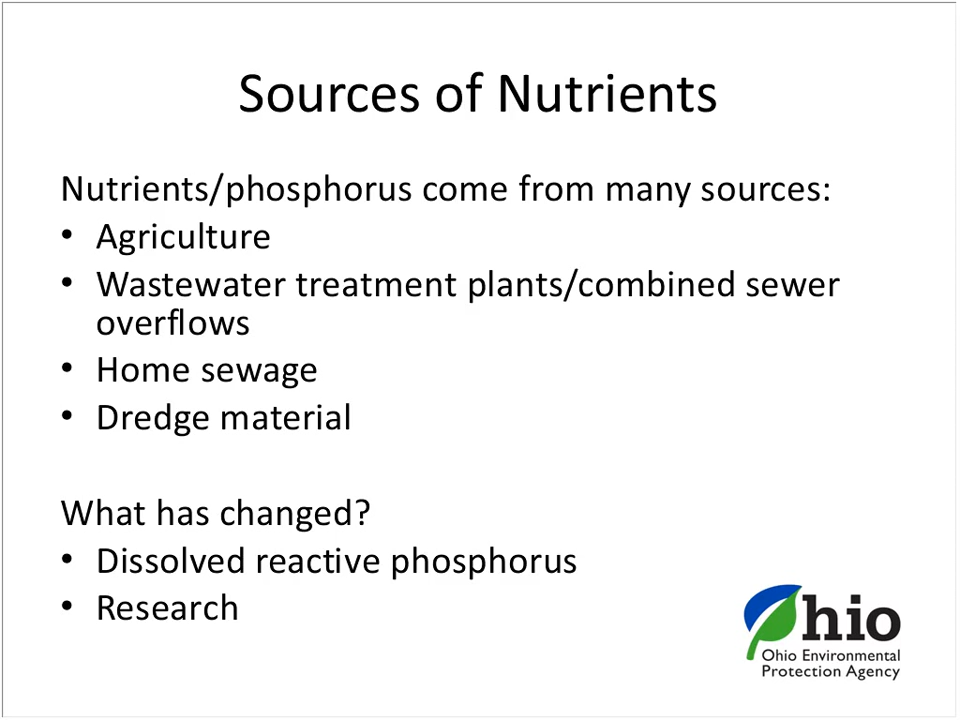 Sources of Nutrients
Nutrients/phosphorus come from many sources:
• Agriculture
• Wastewater treatment plants/combined sewer
overflows
• Home sewage
• Dredge material
What has changed?
• Dissolved reactive phosphorus
• Research
Ohio
Ohio Environmental
Protection Agency